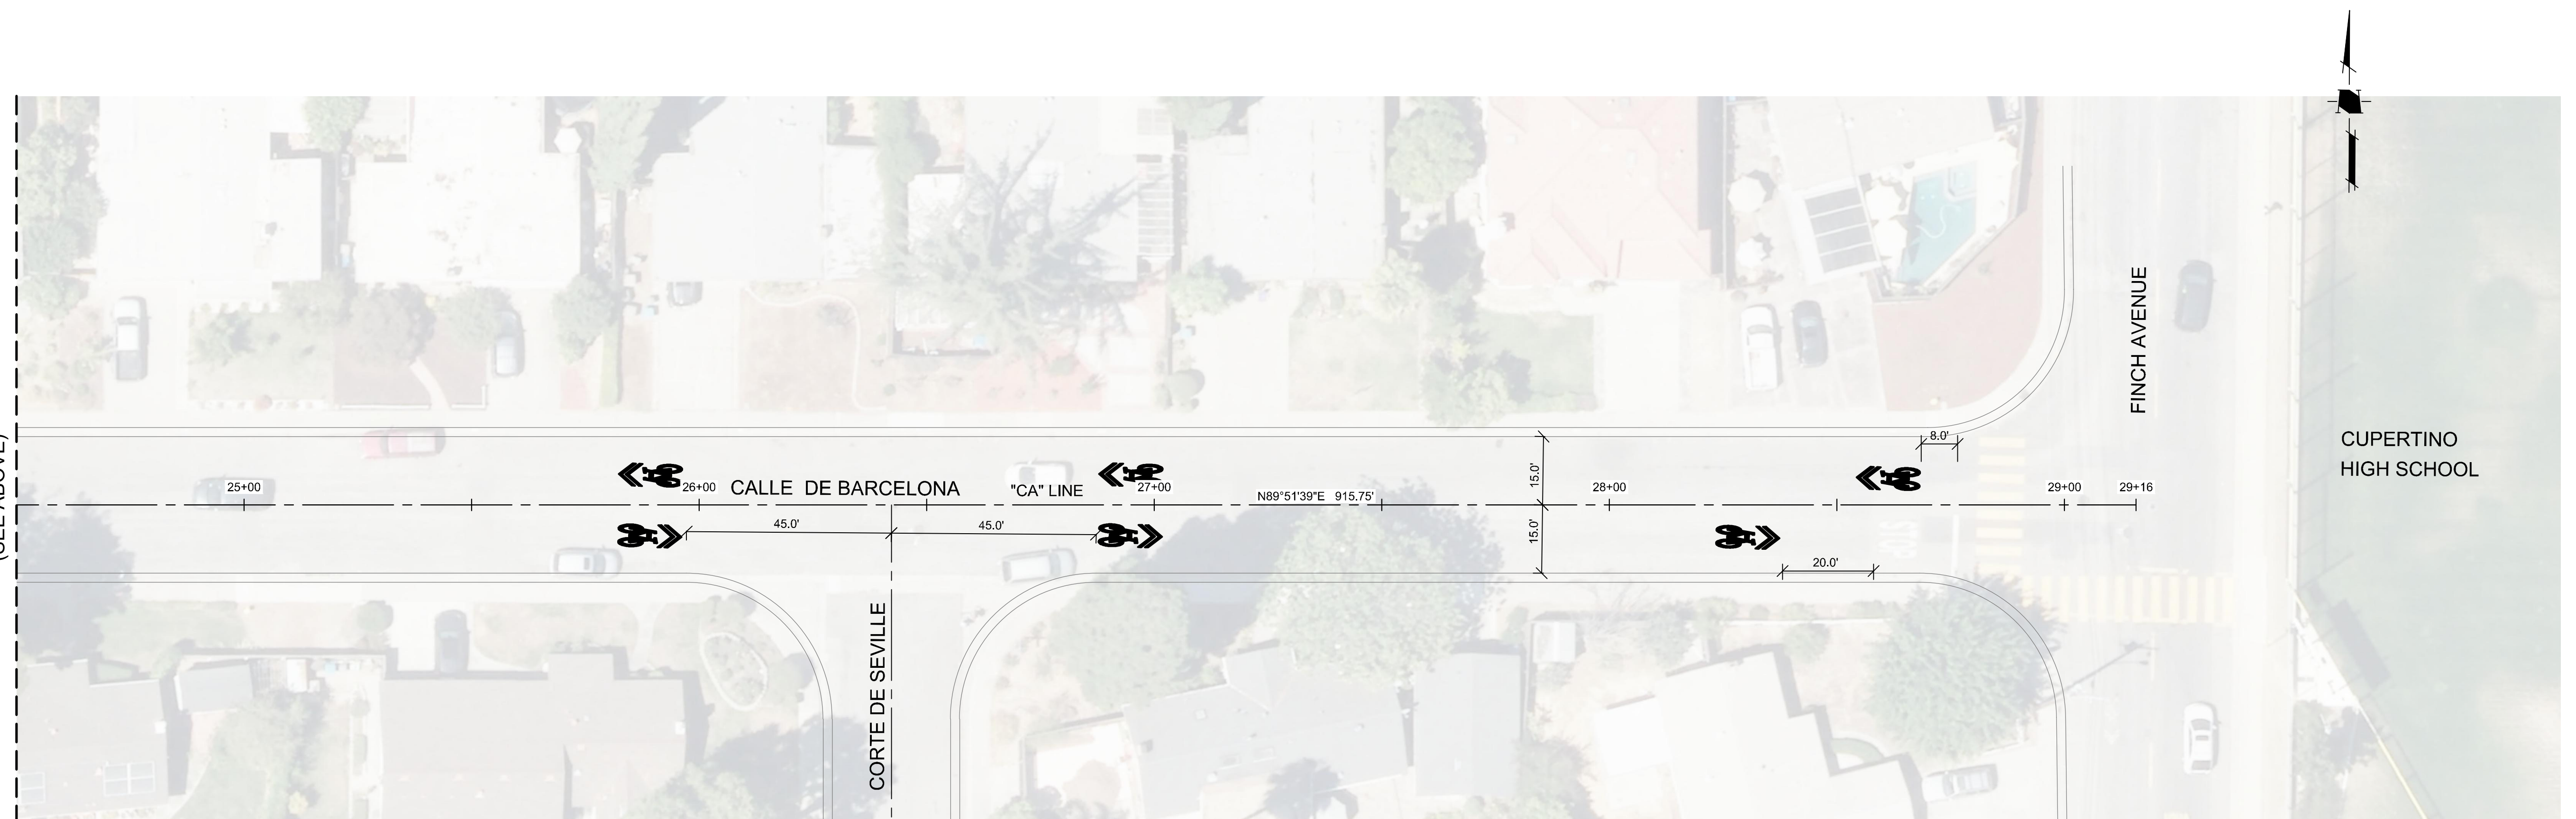 FINCH AVENUE
CUPERTINO
HIGH SCHOOL
8.0'
15.0'
25+00
26+00
CALLE DE BARCELONA
"CA" LINE
27+00
N89°51'39"E 915.75'
28+00
29+00
29+16
45.0'
45.0'
15.0'
20.0'
STOP
CORTE DE SEVILLE